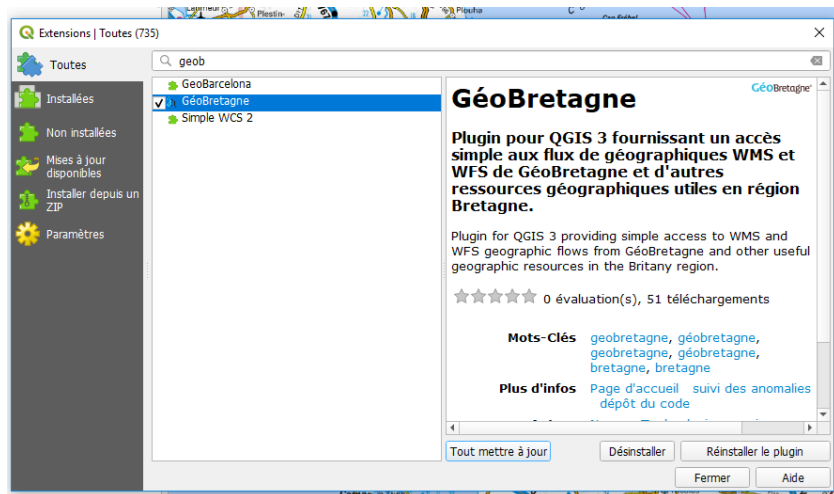 Plestin-
Plouha
Extensions | Toutes (735)
geob
Toutes
Installées
Non installées
Mises à jour
disponibles
Installer depuis un
ZIP
Paramètres
GeoBarcelona
GéoBretagne
Simple WCS 2
GéoBretagne
GéoBretagne
Plugin pour QGIS 3 fournissant un accès
simple aux flux de géographiques WMS et
WFS de GéoBretagne et d'autres
ressources géographiques utiles en région
Bretagne.
Plugin for QGIS 3 providing simple access to WMS and
WFS geographic flows from GéoBretagne and other useful
geographic resources in the Britany region.
0 évaluation(s), 51 téléchargements
Mots-Clés geobretagne, géobretagne,
geobretagne, géobretagne,
bretagne, bretagne
Plus d'infos Page d'accueil suivi des anomalies
dépôt du code
Tout mettre à jour Désinstaller Réinstaller le plugin
Fermer Aide